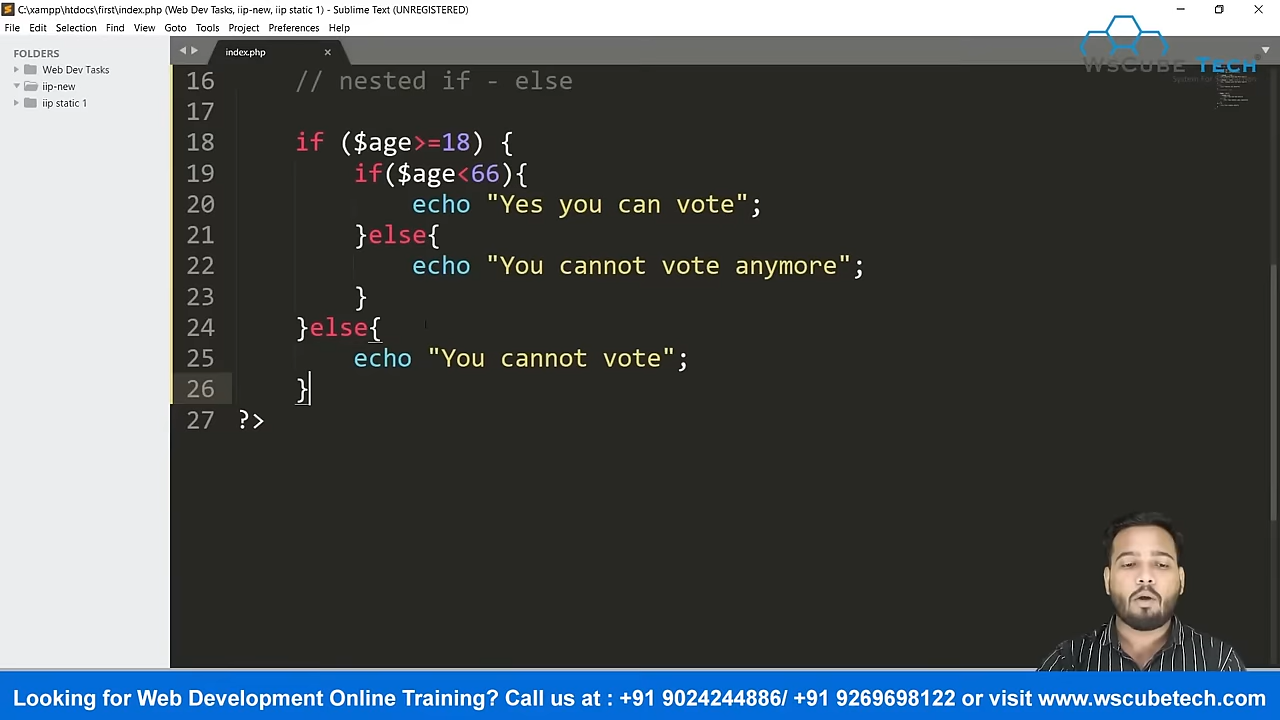 C:\xampp\htdocs\first\index.php (Web Dev Tasks, iip-new, iip static 1) - Sublime Text (UNREGISTERED)
File Edit Selection Find View Goto Tools Project Preferences Help
FOLDERS
Web Dev Tasks
iip-new
iip static 1
index.php
WsCube Tech
16 // nested if - else
17
18 if ($age>=18) {
19 if($age<66){
20 echo "Yes you can vote";
21 }else{
22 echo "You cannot vote anymore";
23 }
24 }else{
25 echo "You cannot vote";
26 }
27 ?>
Looking for Web Development Online Training? Call us at : +91 9024244886/ +91 9269698122 or visit www.wscubetech.com